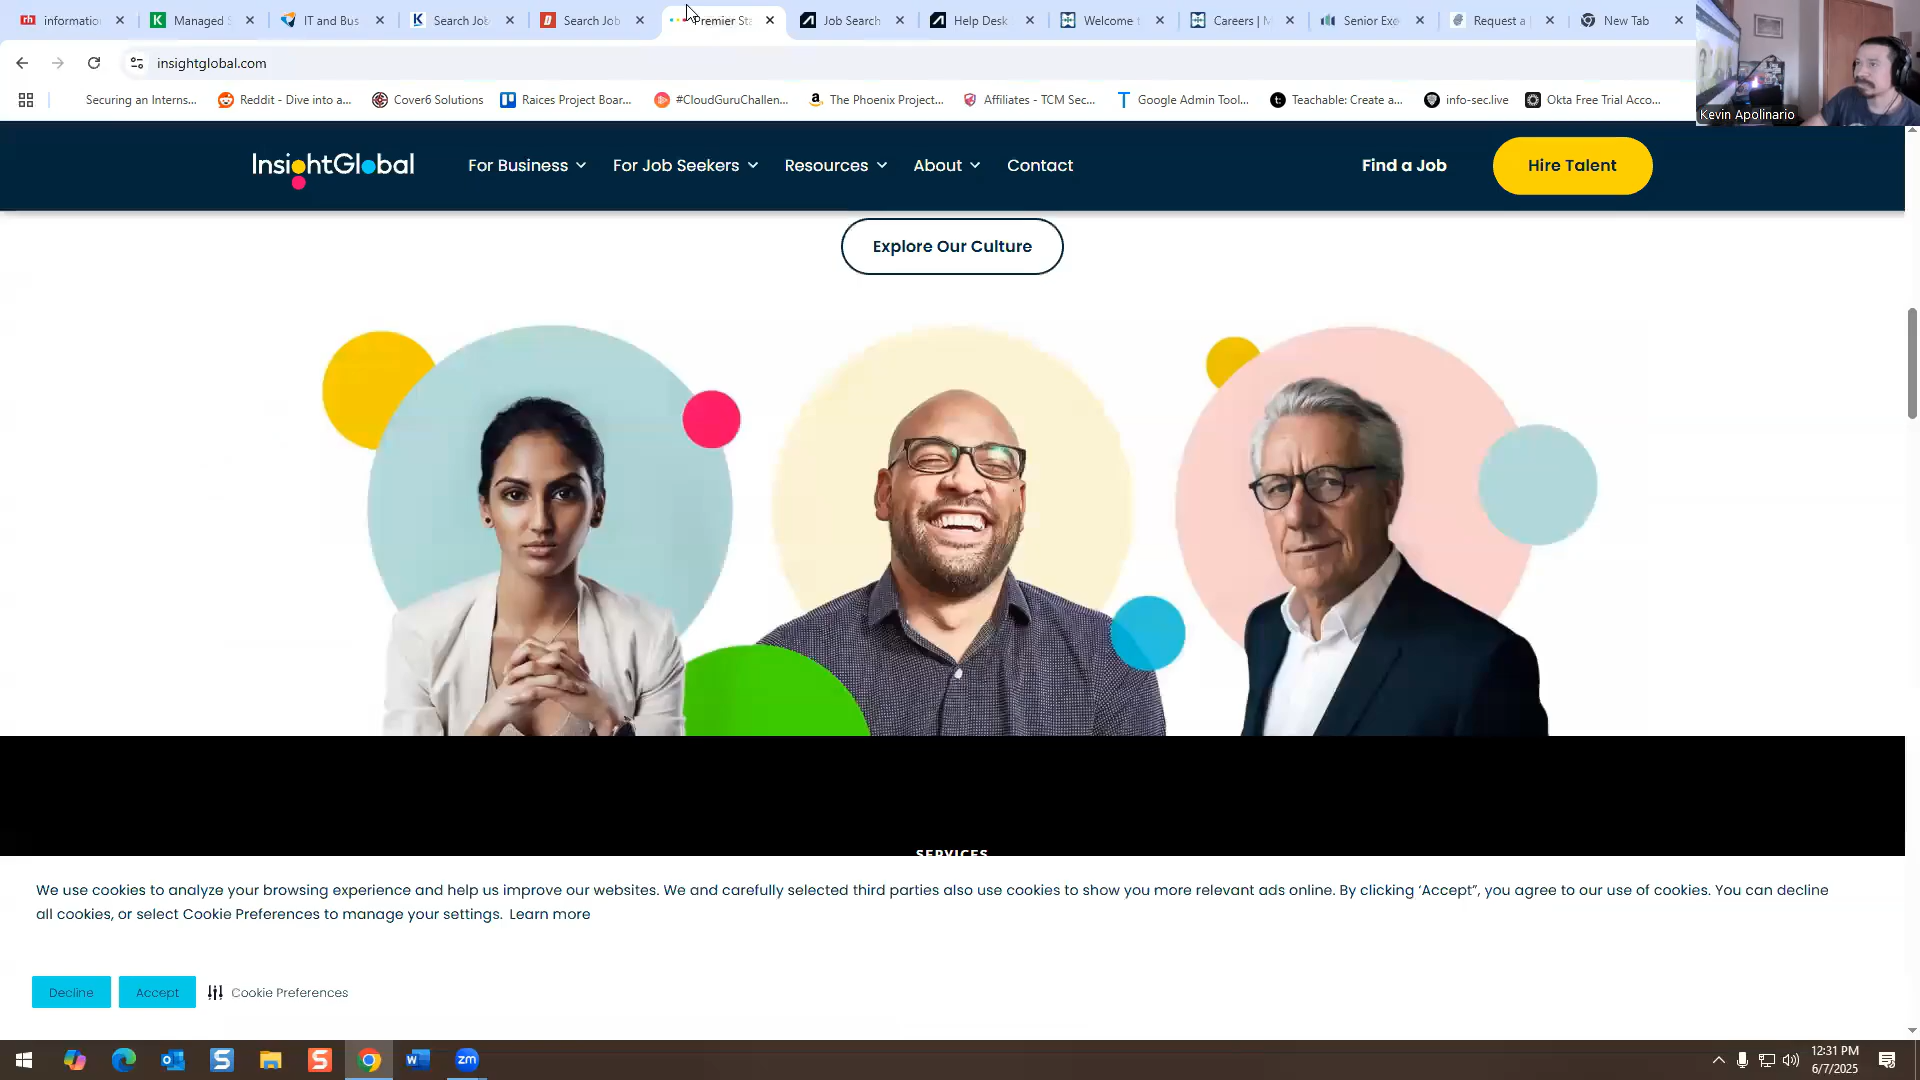 informatio
Managed S
IT and Bus
Search Job
Search Job
Premier Sta
Job Search
Help Desk
Welcome t
Careers | M
Senior Exe
Request a
New Tab
insightglobal.com
Securing an Interns...
Reddit - Dive into a...
Cover6 Solutions
Raices Project Boar...
#CloudGuruChallen...
The Phoenix Project...
Affiliates - TCM Sec...
Google Admin Tool...
Teachable: Create a...
info-sec.live
Okta Free Trial Acco...
Kevin Apolinario
InsightGlobal
For Business
For Job Seekers
Resources
About
Contact
Find a Job
Hire Talent
Explore Our Culture
SERVICES
We use cookies to analyze your browsing experience and help us improve our websites. We and carefully selected third parties also use cookies to show you more relevant ads online. By clicking ‘Accept”, you agree to our use of cookies. You can decline
all cookies, or select Cookie Preferences to manage your settings. Learn more
Decline
Accept
Cookie Preferences
12:31 PM
6/7/2025